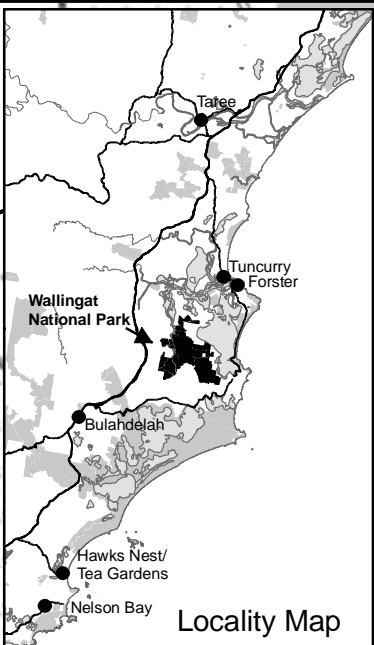 Taree
Tuncurry
Forster
Wallingat
National Park
Bulahdelah
Hawks Nest/
Tea Gardens
Nelson Bay
Locality Map